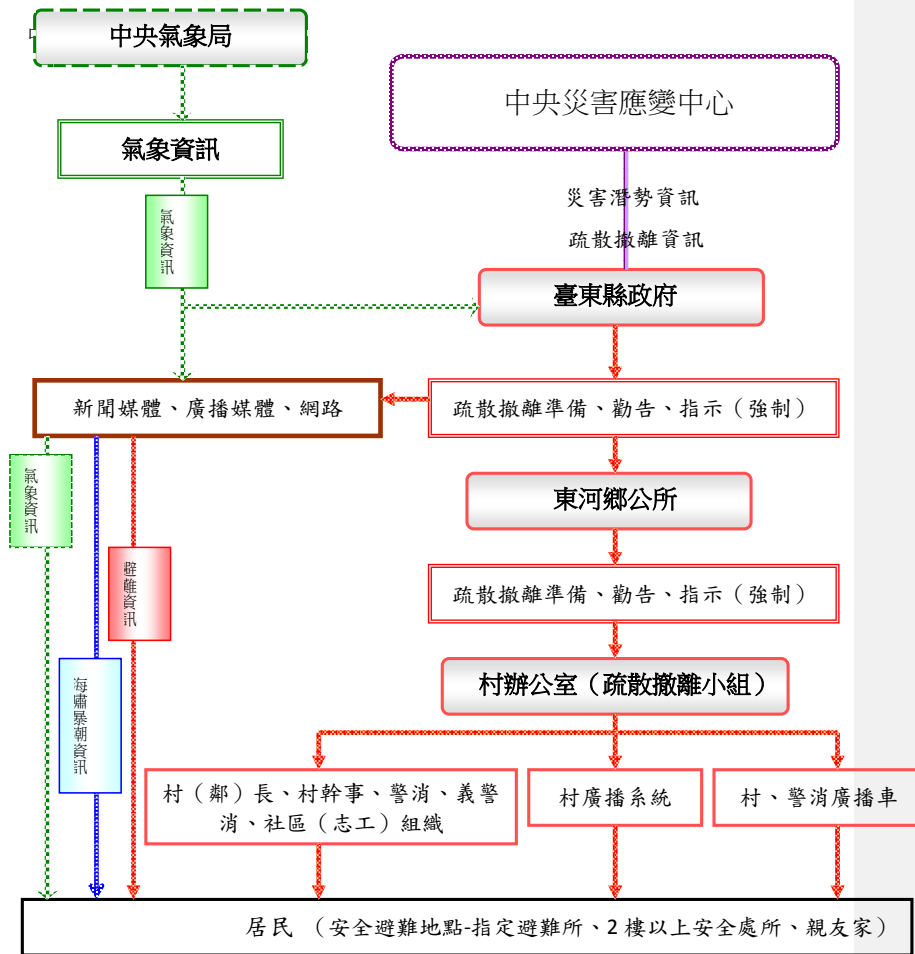 中央氣象局
中央災害應變中心
氣象資訊
災害潛勢資訊
氣象資訊
疏散撤離資訊
臺東縣政府
新聞媒體、廣播媒體、網路
疏散撤離準備、勸告、指示（強制）
氣象資訊
東河鄉公所
避難資訊
疏散撤離準備、勸告、指示（強制）
海嘯暴潮資訊
村辦公室（疏散撤離小組）
村（鄰）長、村幹事、警消、義警
消、社區（志工）組織
村廣播系統
村、警消廣播車
居民 （安全避難地點-指定避難所、2 樓以上安全處所、親友家）